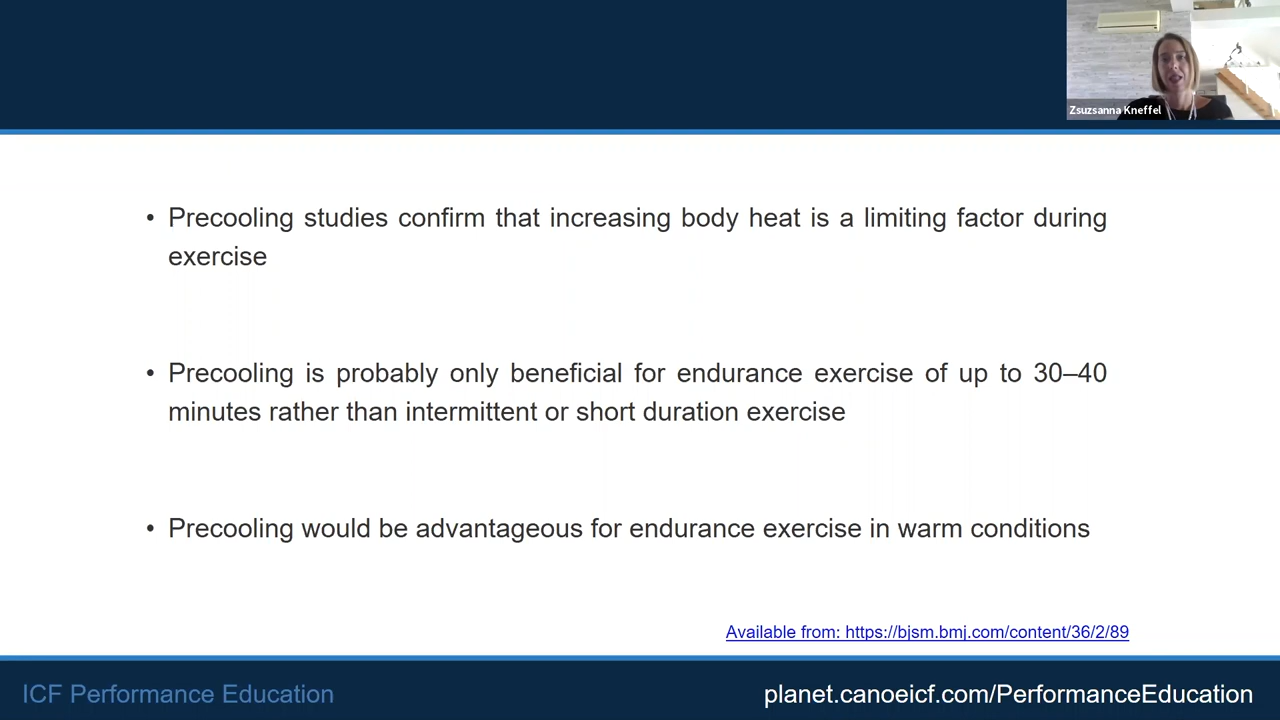 Zsuzsanna Kneffel
• Precooling studies confirm that increasing body heat is a limiting factor during
exercise
• Precooling is probably only beneficial for endurance exercise of up to 30–40
minutes rather than intermittent or short duration exercise
• Precooling would be advantageous for endurance exercise in warm conditions
Available from: https://bjsm.bmj.com/content/36/2/89
ICF Performance Education
planet.canoeicf.com/PerformanceEducation